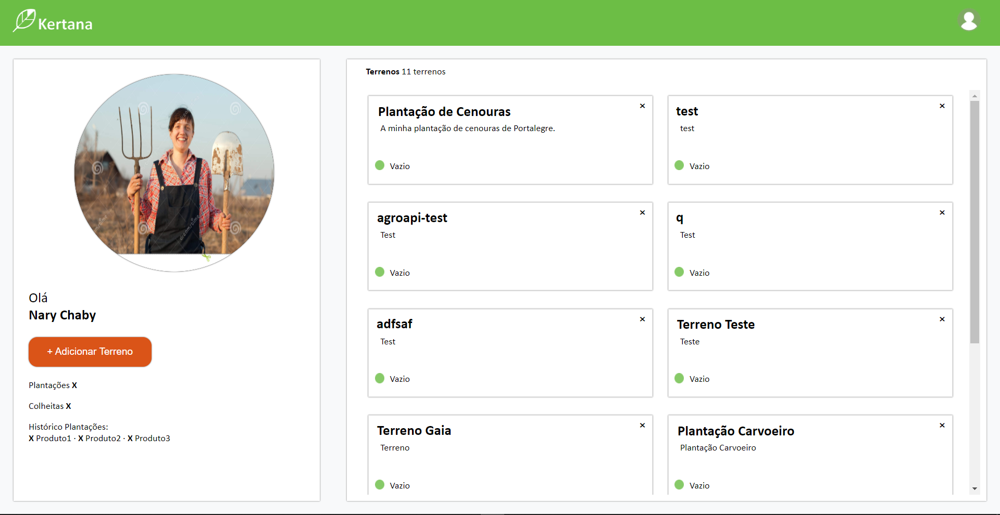 Kertana
Olá
Nary Chaby
+ Adicionar Terreno
Plantações X
Colheitas X
Histórico Plantações:
X Produto1 · X Produto2 · X Produto3
Terrenos 11 terrenos
Plantação de Cenouras
×
A minha plantação de cenouras de Portalegre.
Vazio
test
×
test
Vazio
agroapi-test
×
Test
Vazio
q
×
Test
Vazio
adfsaf
×
Test
Vazio
Terreno Teste
×
Teste
Vazio
Terreno Gaia
×
Terreno
Vazio
Plantação Carvoeiro
×
Plantação Carvoeiro
Vazio